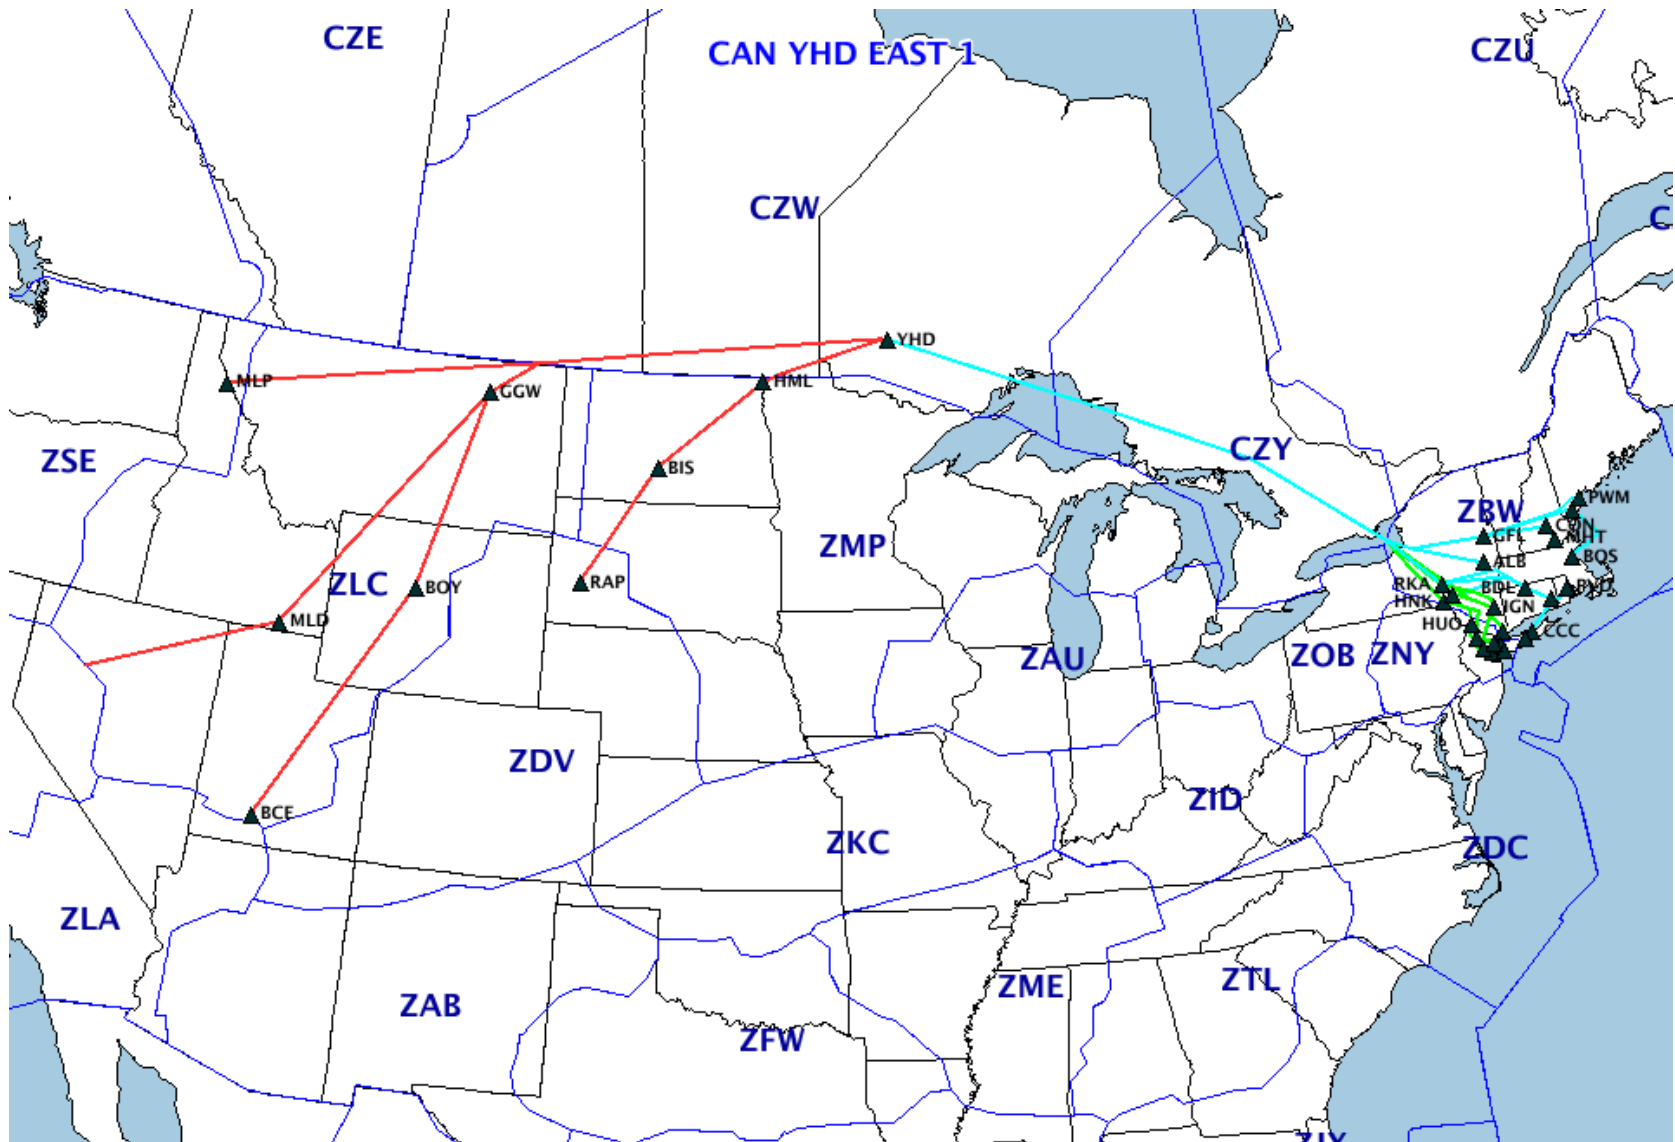 CZE
CAN YHD EAST 1
CZU
CZW
C
YHD
MLP
HML
GGW
CZY
ZSE
BIS
PWM
ZBW
CON
GFL
MHT
ZMP
BOS
ALB
ZLC
BOY
RAP
RKA
BDL
PVD
HNK
IGN
MLD
HUO
CCC
ZAU
ZOB
ZNY
ZDV
ZID
BCE
ZKC
ZDC
ZLA
ZTL
ZME
ZAB
ZFW
ZJX